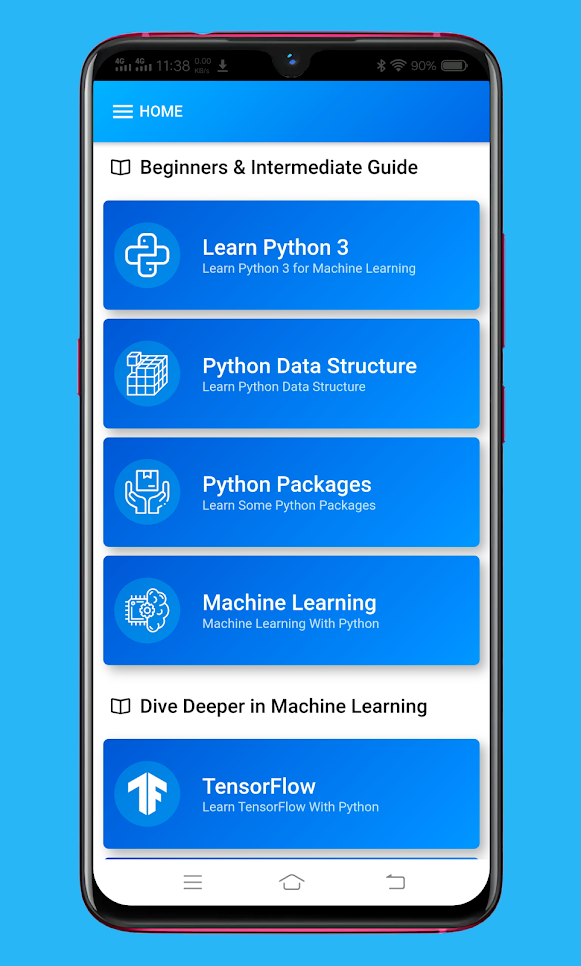 4G 4G 11:38 0.00 KB/s 90%
HOME
Beginners & Intermediate Guide
Learn Python 3
Learn Python 3 for Machine Learning
Python Data Structure
Learn Python Data Structure
Python Packages
Learn Some Python Packages
Machine Learning
Machine Learning With Python
Dive Deeper in Machine Learning
TensorFlow
Learn TensorFlow With Python